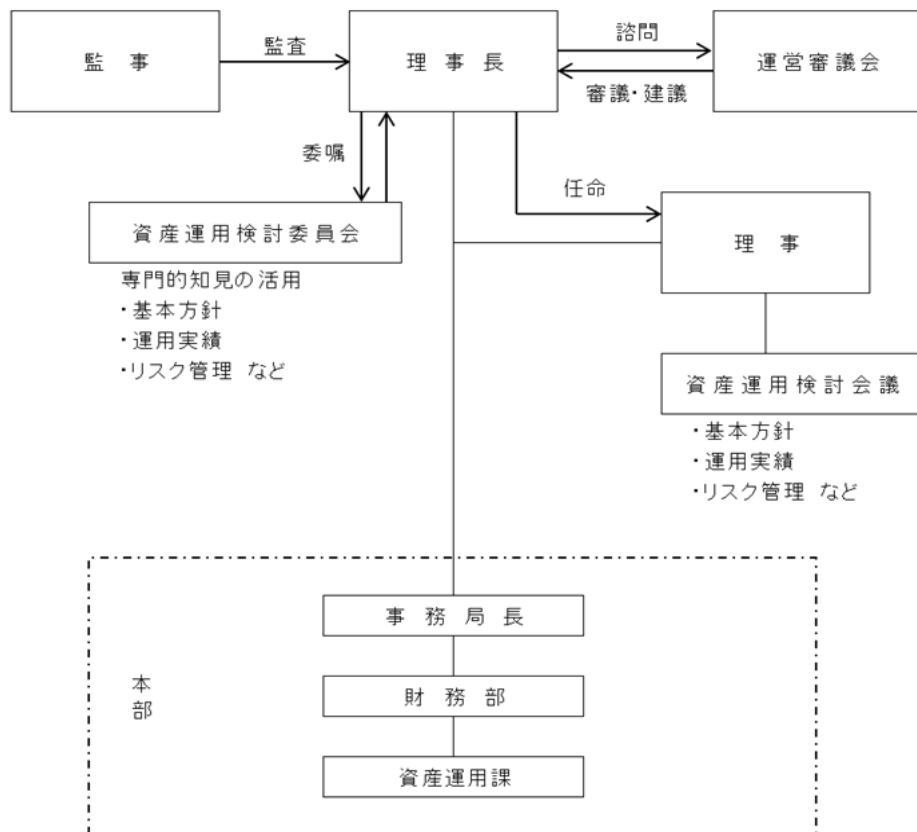 監事
監査
理事長
諮問
審議・建議
運営審議会
委嘱
任命
資産運用検討委員会
理事
専門的知見の活用
・基本方針
・運用実績
・リスク管理 など
資産運用検討会議
・基本方針
・運用実績
・リスク管理 など
本部
事務局長
財務部
資産運用課